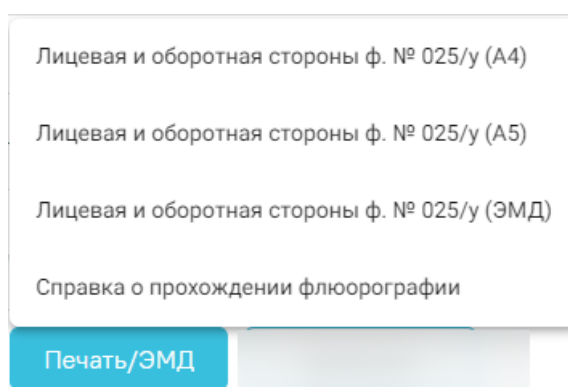 Лицевая и оборотная стороны ф. № 025/у (А4)
Лицевая и оборотная стороны ф. № 025/у (А5)
Лицевая и оборотная стороны ф. № 025/у (ЭМД)
Справка о прохождении флюорографии
Печать/ЭМД